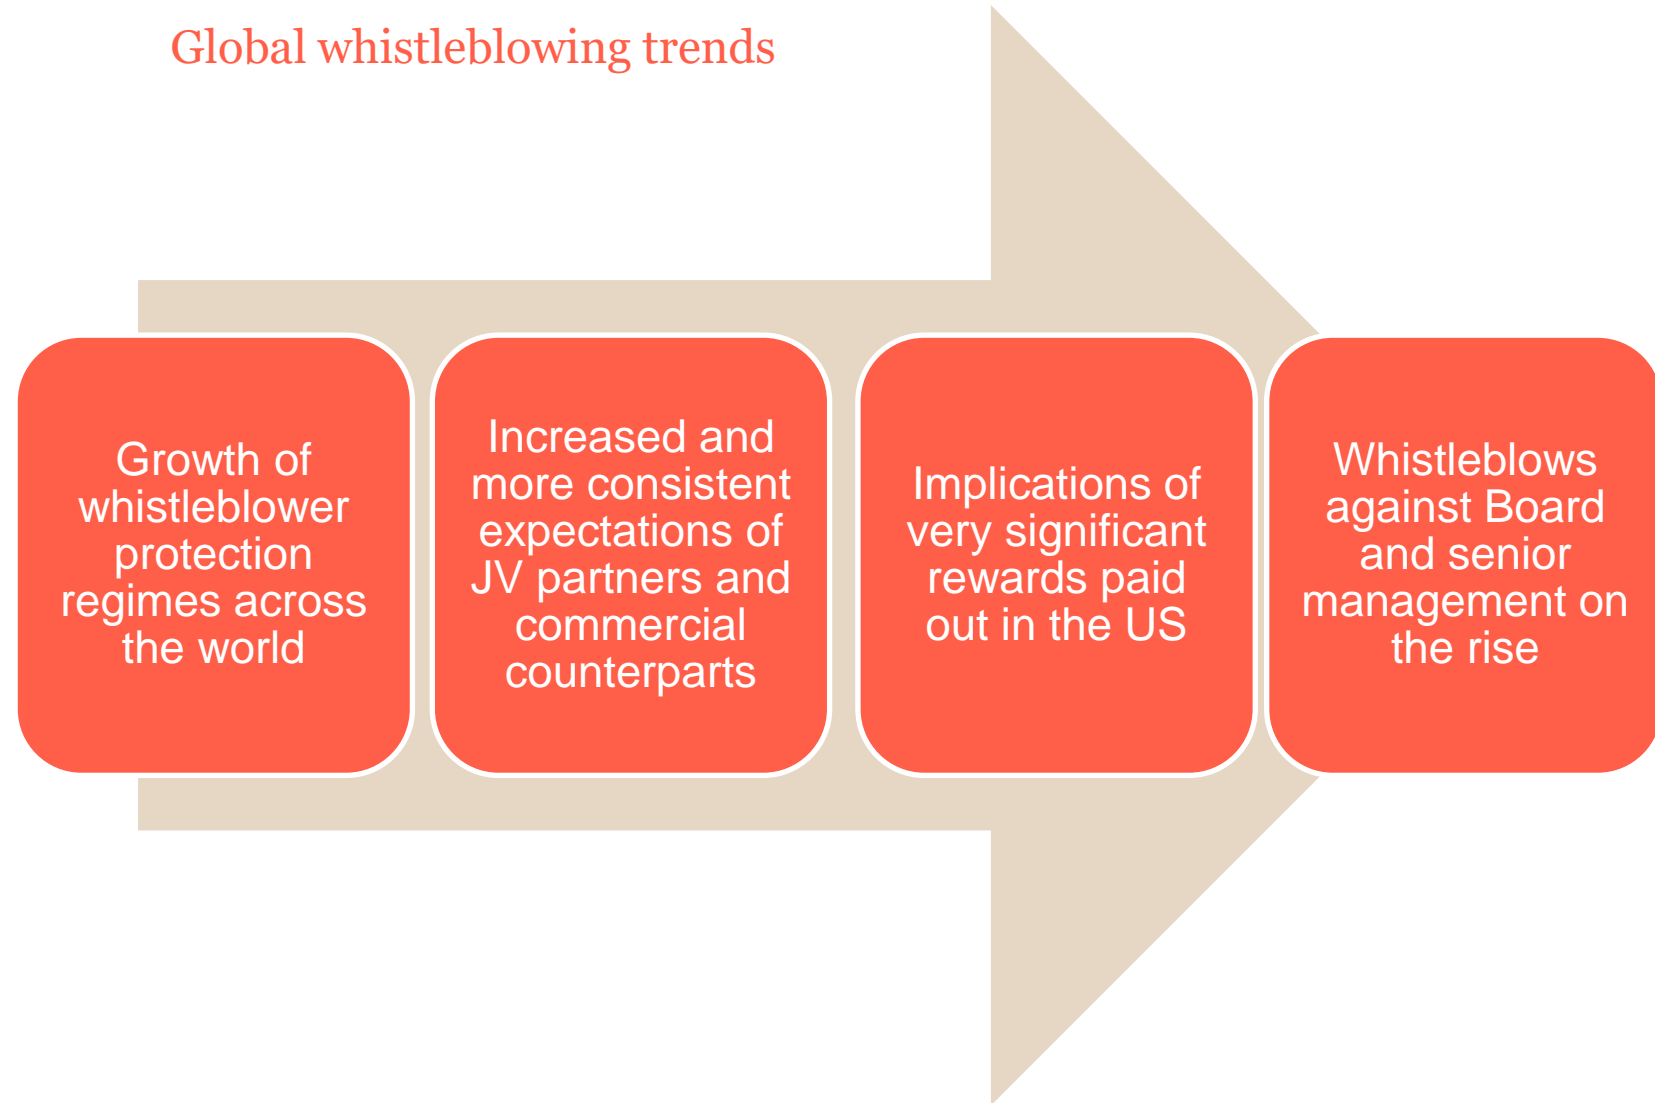 Global whistleblowing trends
Growth of
whistleblower
protection
regimes across
the world
Increased and
more consistent
expectations of
JV partners and
commercial
counterparts
Implications of
very significant
rewards paid
out in the US
Whistleblows
against Board
and senior
management on
the rise